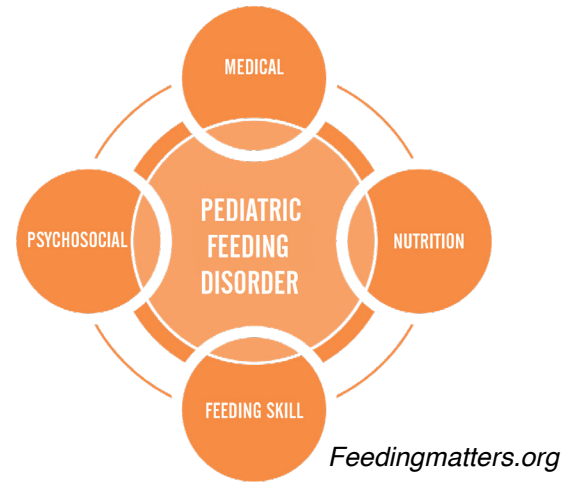 MEDICAL
PSYCHOSOCIAL
PEDIATRIC
FEEDING
DISORDER
NUTRITION
FEEDING SKILL
Feedingmatters.org